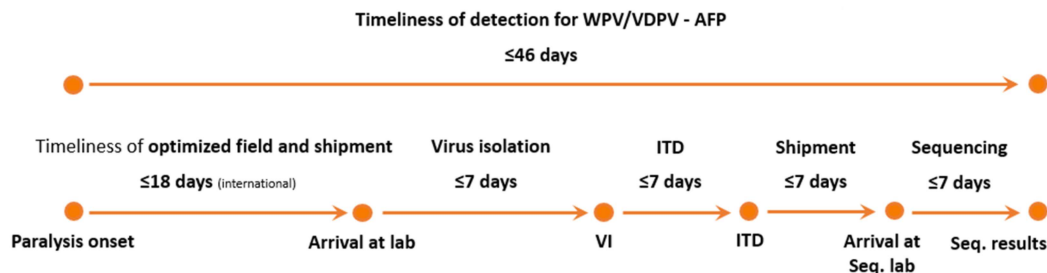 Timeliness of detection for WPV/VDPV - AFP
≤46 days
Timeliness of optimized field and shipment
≤18 days (international)
Virus isolation
≤7 days
ITD
≤7 days
Shipment
≤7 days
Sequencing
≤7 days
Paralysis onset
Arrival at lab
VI
ITD
Arrival at
Seq. lab
Seq. results